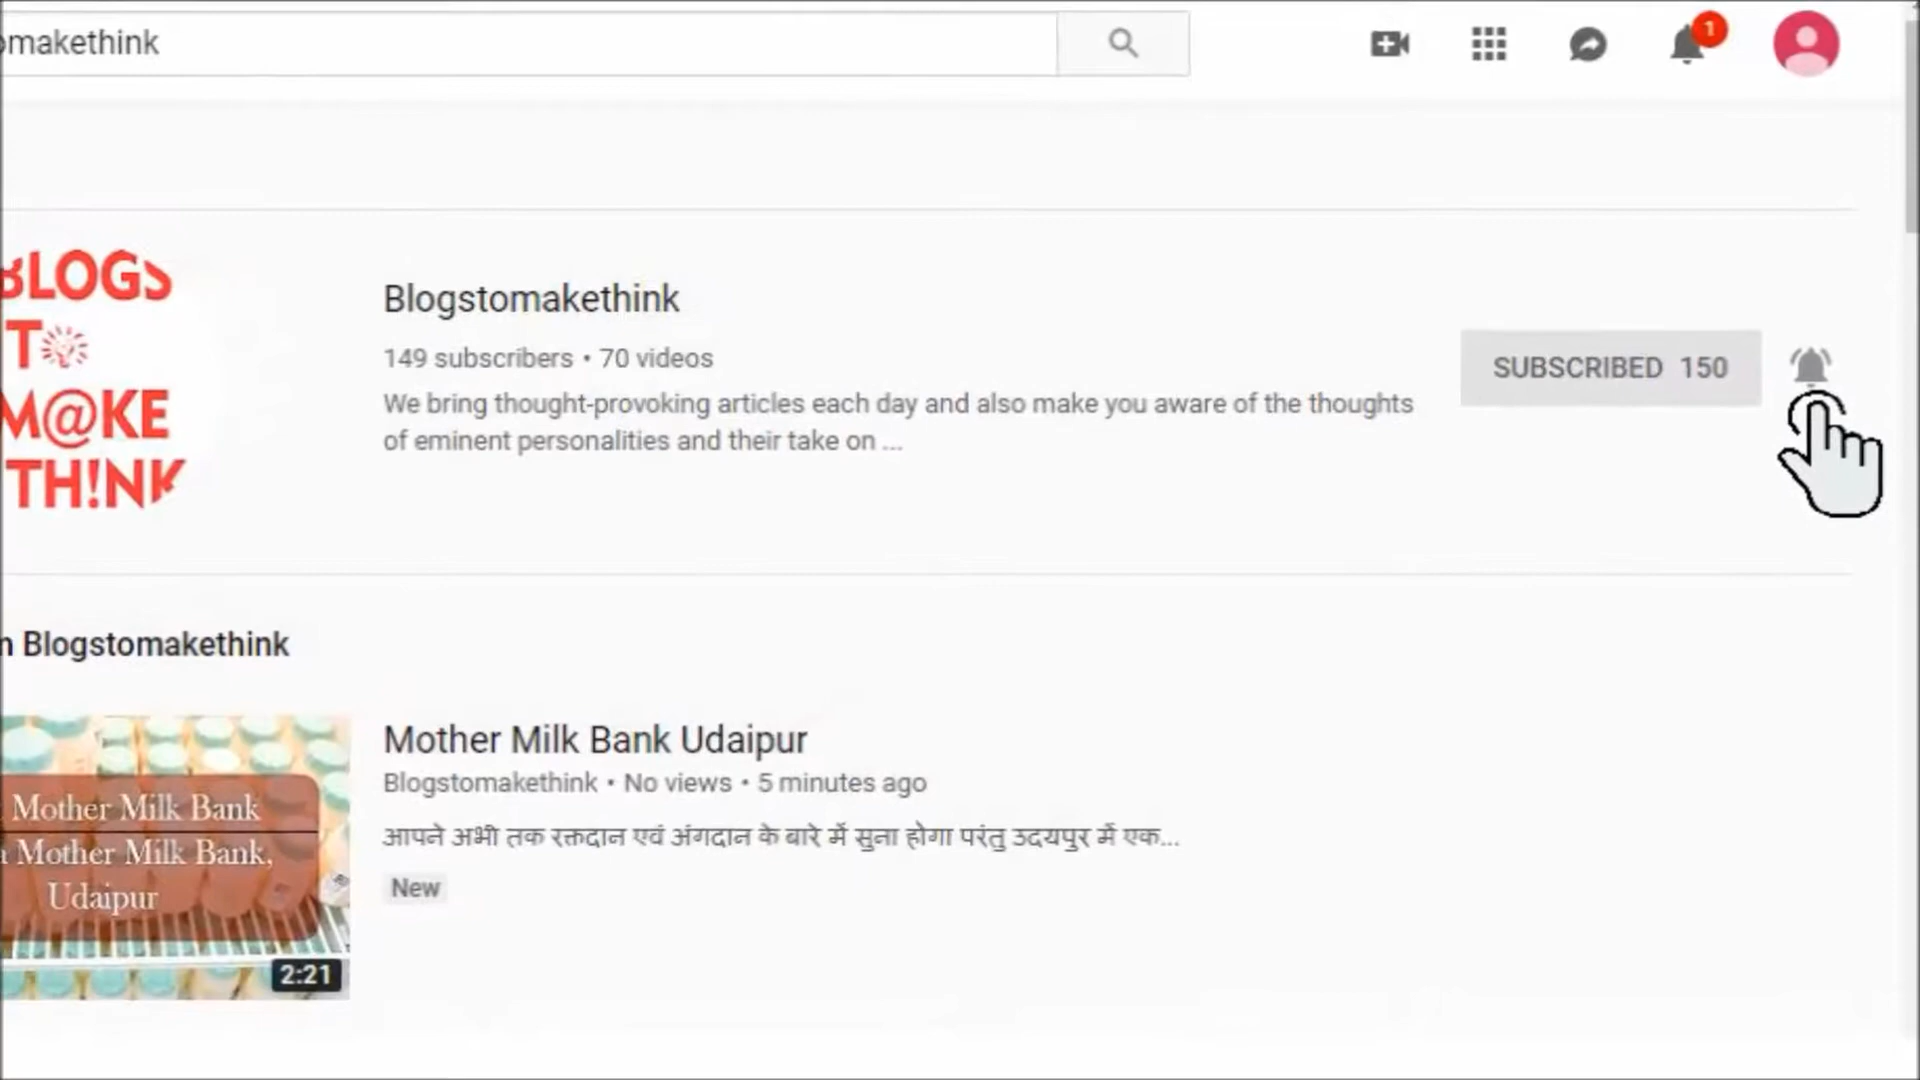 omakethink
1
BLOGS
TO
M@KE
TH!NK
Blogstomakethink
149 subscribers • 70 videos
We bring thought-provoking articles each day and also make you aware of the thoughts
of eminent personalities and their take on ...
SUBSCRIBED 150
n Blogstomakethink
Mother Milk Bank
Mother Milk Bank,
Udaipur
2:21
Mother Milk Bank Udaipur
Blogstomakethink • No views • 5 minutes ago
आपने अभी तक रक्तदान एवं अंगदान के बारे में सुना होगा परंतु उदयपुर में एक...
New